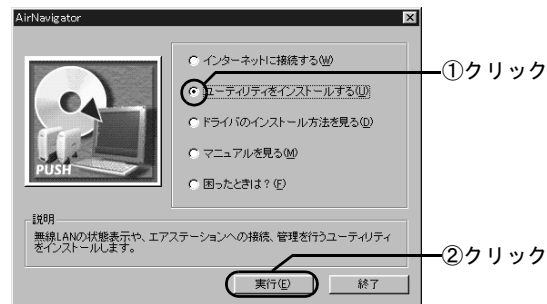 AirNavigator
インターネットに接続する(W)
①クリック
ユーティリティをインストールする(U)
ドライバのインストール方法を見る(D)
マニュアルを見る(M)
困ったときは？(F)
PUSH
説明
無線LANの状態表示や、エアステーションへの接続、管理を行うユーティリティ
をインストールします。
②クリック
実行(E)
終了